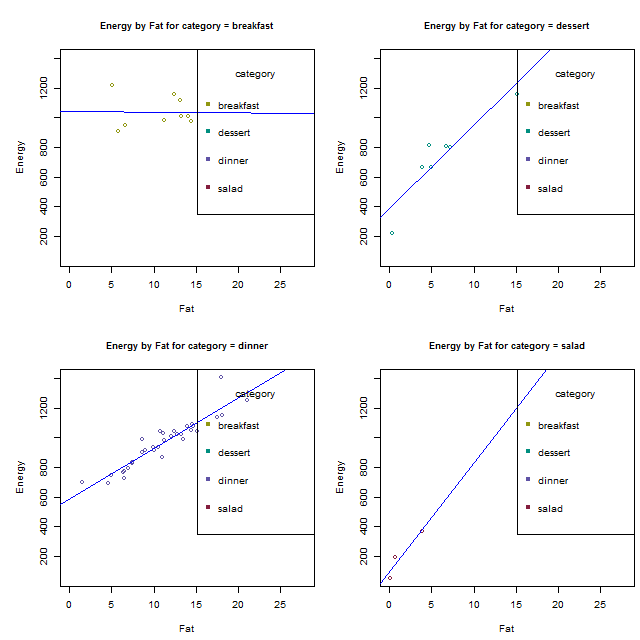 Energy by Fat for category = breakfast
Energy
200 400 600 800 1200
category
breakfast
dessert
dinner
salad
0 5 10 15 20 25
Fat
Energy by Fat for category = dessert
Energy
200 400 600 800 1200
category
breakfast
dessert
dinner
salad
0 5 10 15 20 25
Fat
Energy by Fat for category = dinner
Energy
200 400 600 800 1200
category
breakfast
dessert
dinner
salad
0 5 10 15 20 25
Fat
Energy by Fat for category = salad
Energy
200 400 600 800 1200
category
breakfast
dessert
dinner
salad
0 5 10 15 20 25
Fat